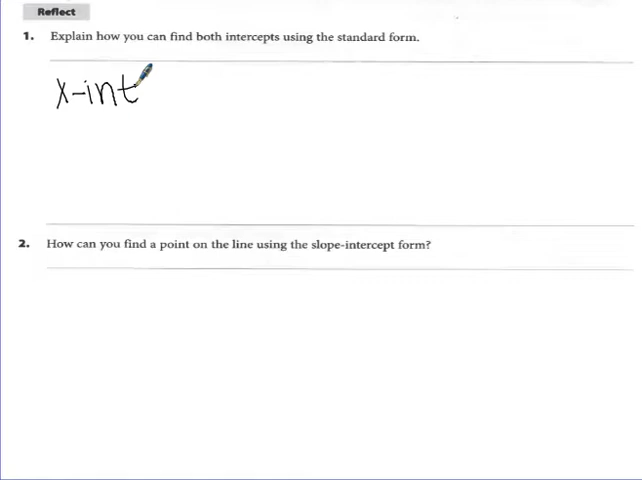 Reflect
1. Explain how you can find both intercepts using the standard form.
x-int
2. How can you find a point on the line using the slope-intercept form?